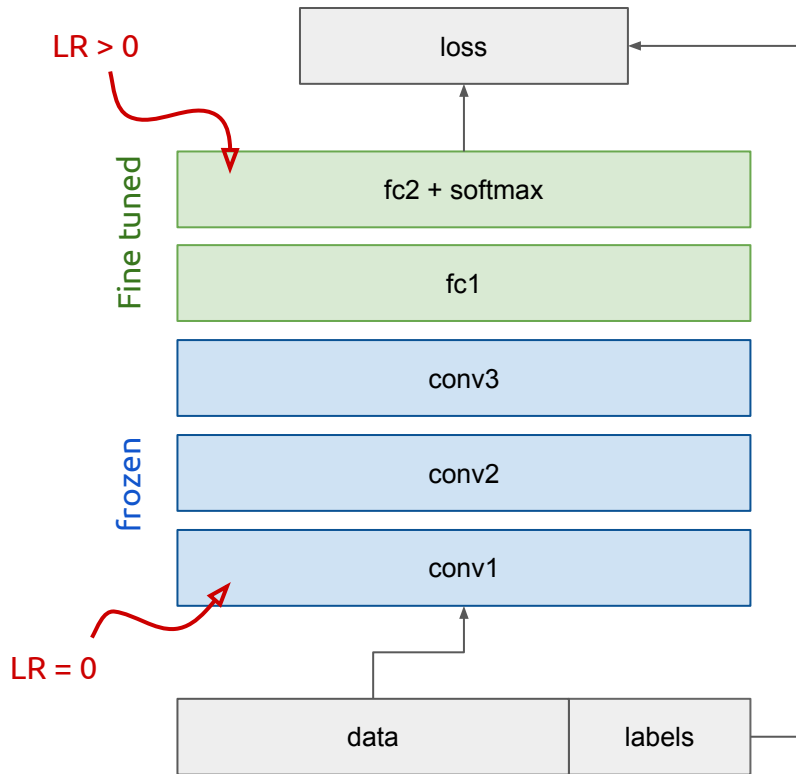 LR > 0
loss
Fine tuned
fc2 + softmax
fc1
conv3
frozen
conv2
conv1
LR = 0
data
labels